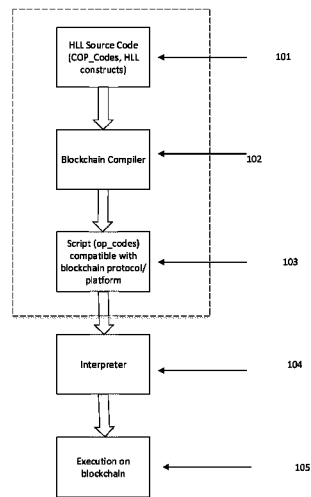 HLL Source Code
(COP_Codes, HLL
constructs)
101
Blockchain Compiler
102
Script (op_codes)
compatible with
blockchain protocol/
platform
103
Interpreter
104
Execution on
blockchain
105